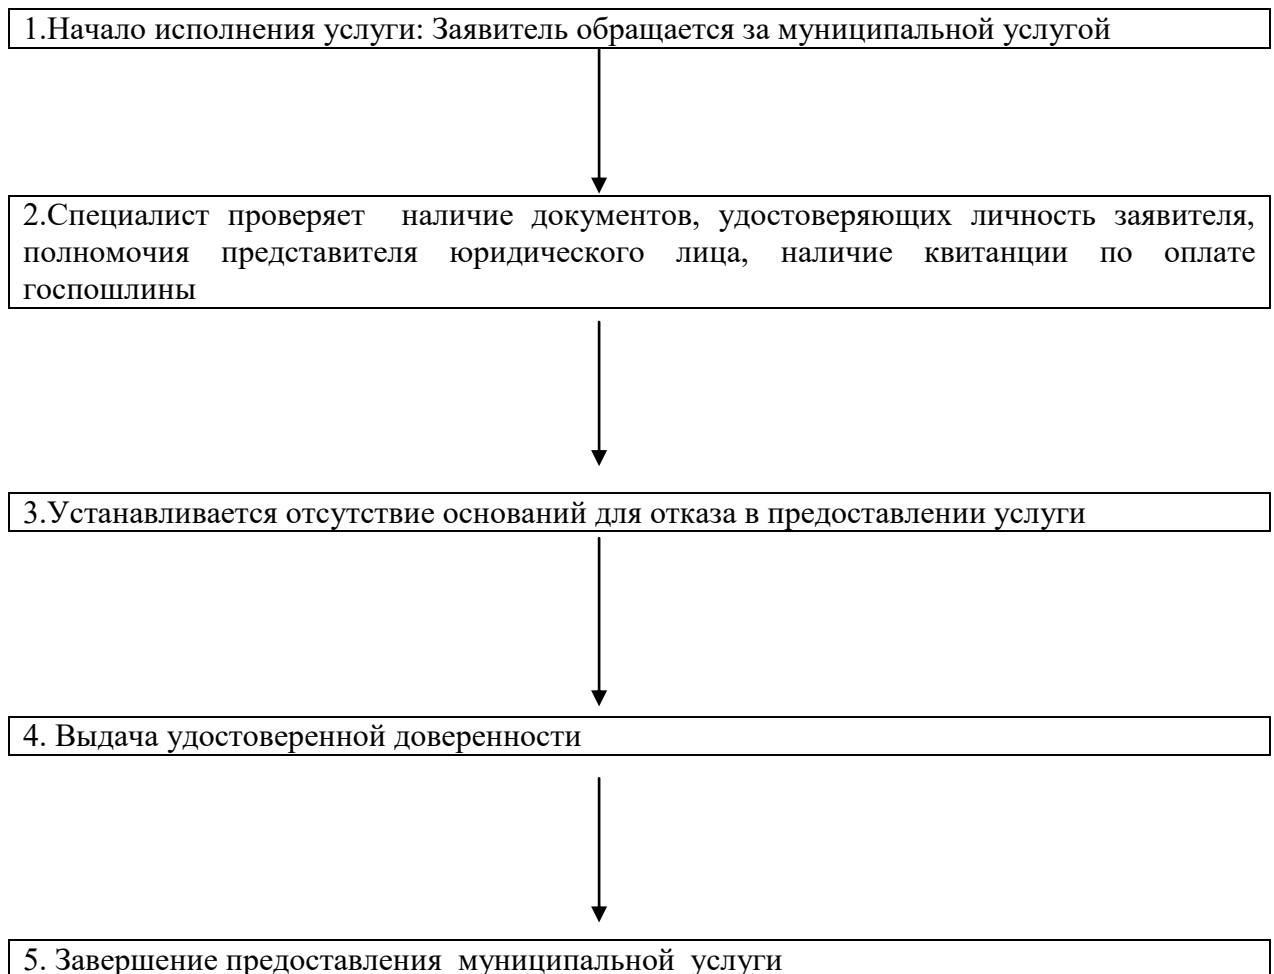 1.Начало исполнения услуги: Заявитель обращается за муниципальной услугой
2.Специалист проверяет наличие документов, удостоверяющих личность заявителя,
полномочия представителя юридического лица, наличие квитанции по оплате
госпошлины
3.Устанавливается отсутствие оснований для отказа в предоставлении услуги
4. Выдача удостоверенной доверенности
5. Завершение предоставления муниципальной услуги